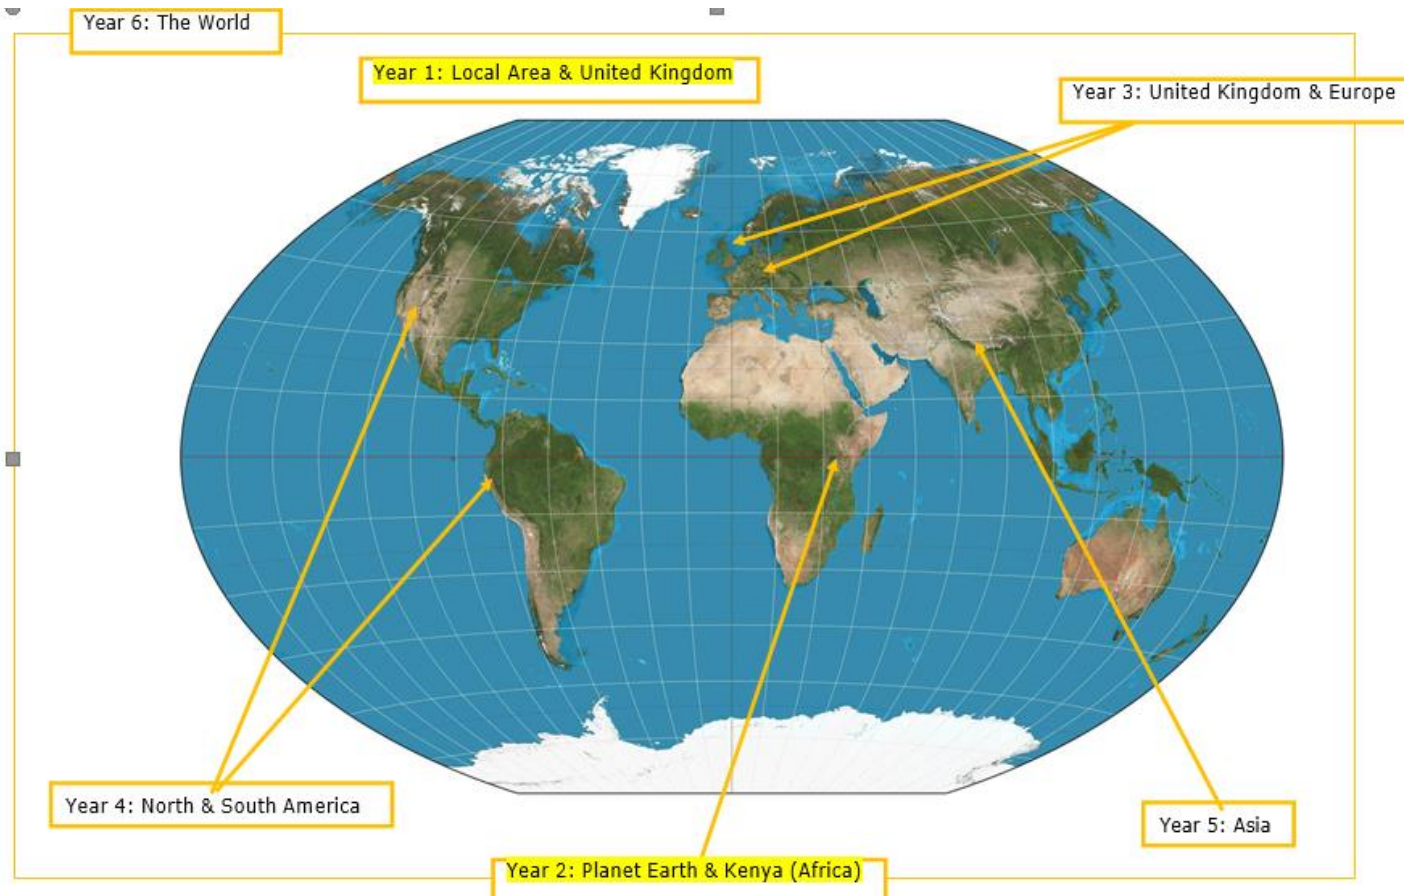 Year 6: The World
Year 1: Local Area & United Kingdom
Year 3: United Kingdom & Europe
Year 4: North & South America
Year 5: Asia
Year 2: Planet Earth & Kenya (Africa)